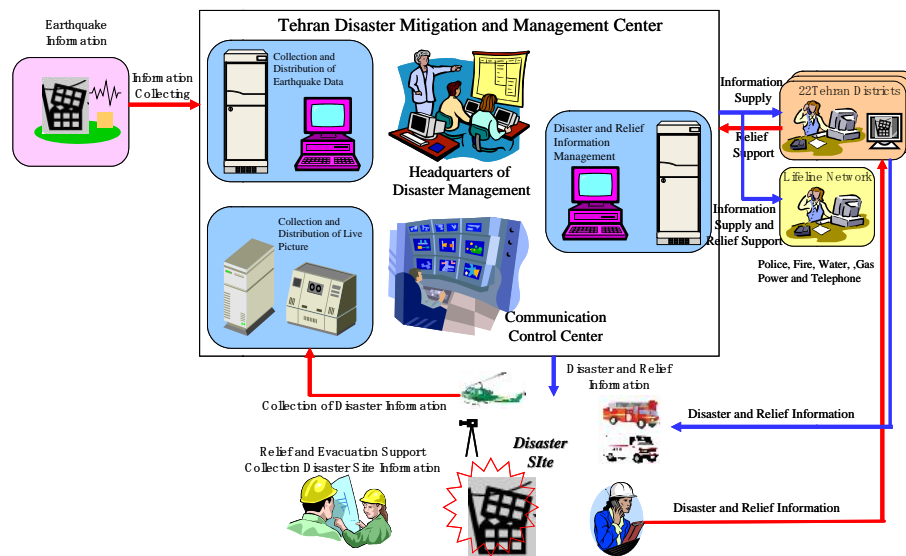 Earthquake
Information
Tehran Disaster Mitigation and Management Center
Information
Collecting
Collection and
Distribution of
Earthquake Data
Headquarters of
Disaster Management
Disaster and Relief
Information
Management
Information
Supply
Relief
Support
22Tehran Districts
Lifeline Network
Information
Supply and
Relief Support
Police, Fire, Water, ,Gas
Power and Telephone
Collection and
Distribution of Live
Picture
Communication
Control Center
Disaster and Relief
Information
Collection of Disaster Information
Disaster and Relief Information
Disaster
SIte
Relief and Evacuation Support
Collection Disaster Site Information
Disaster and Relief Information